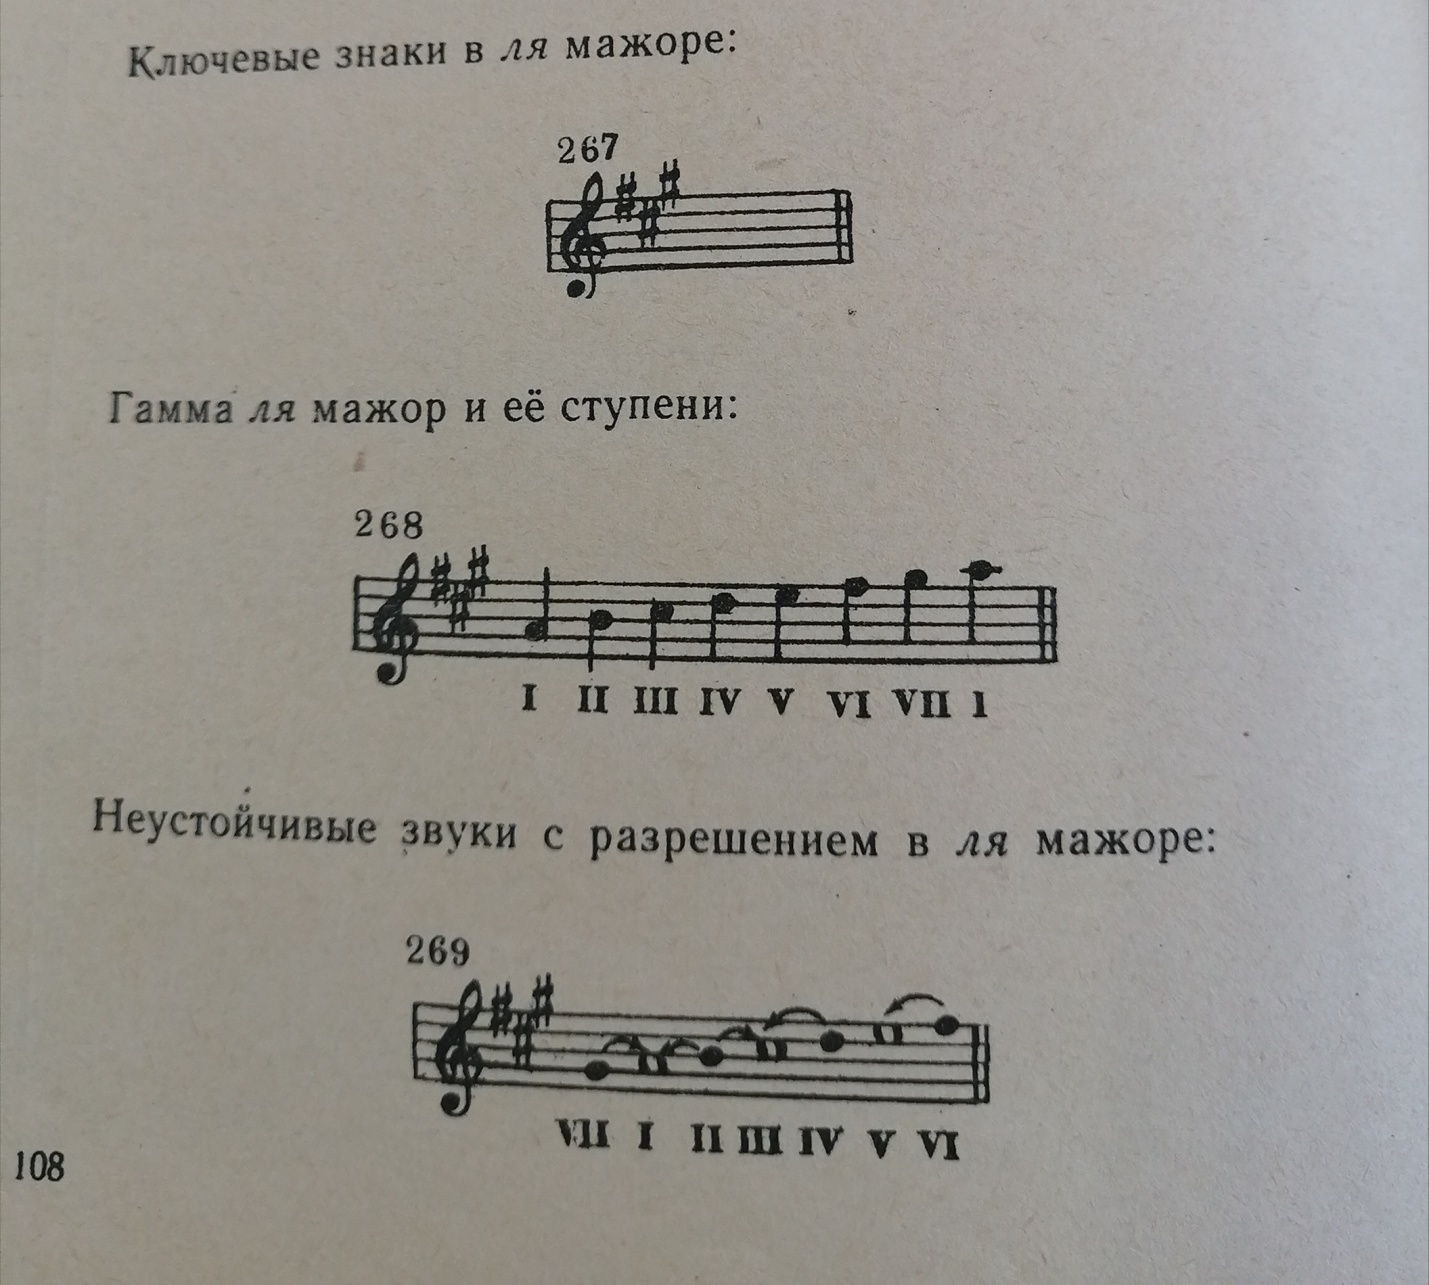 Ключевые знаки в ля мажоре:
267
Гамма ля мажор и её ступени:
268
I II III IV V VI VII I
Неустойчивые звуки с разрешением в ля мажоре:
269
VII I II III IV V VI
108